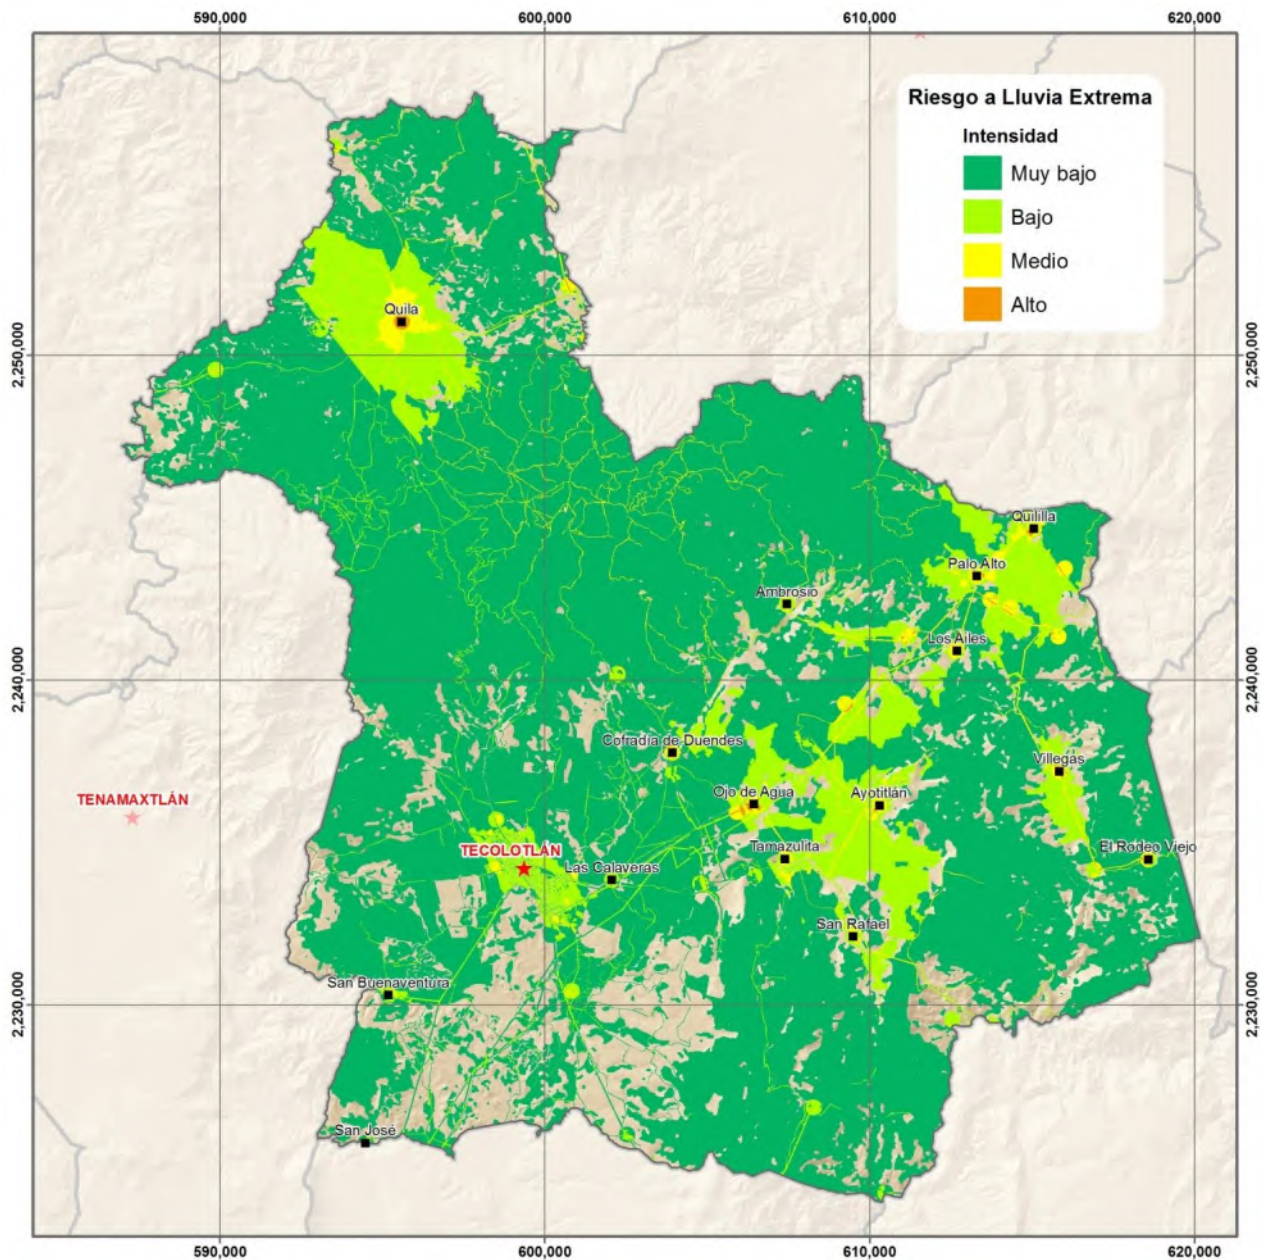 590,000
600,000
610,000
620,000
Riesgo a Lluvia Extrema
Intensidad
Muy bajo
Bajo
Medio
Alto
Quila
2,250,000
2,250,000
Quililla
Palo Alto
Ambrosio
Los Ailes
2,240,000
2,240,000
Cofradía de Duendes
Villegas
Ojo de Agua
Ayotitlán
TENAMAXTLÁN
TECOLOTLÁN
Tamazulita
El Rodeo Viejo
Las Calaveras
San Rafael
San Buenaventura
2,230,000
2,230,000
San José
590,000
600,000
610,000
620,000